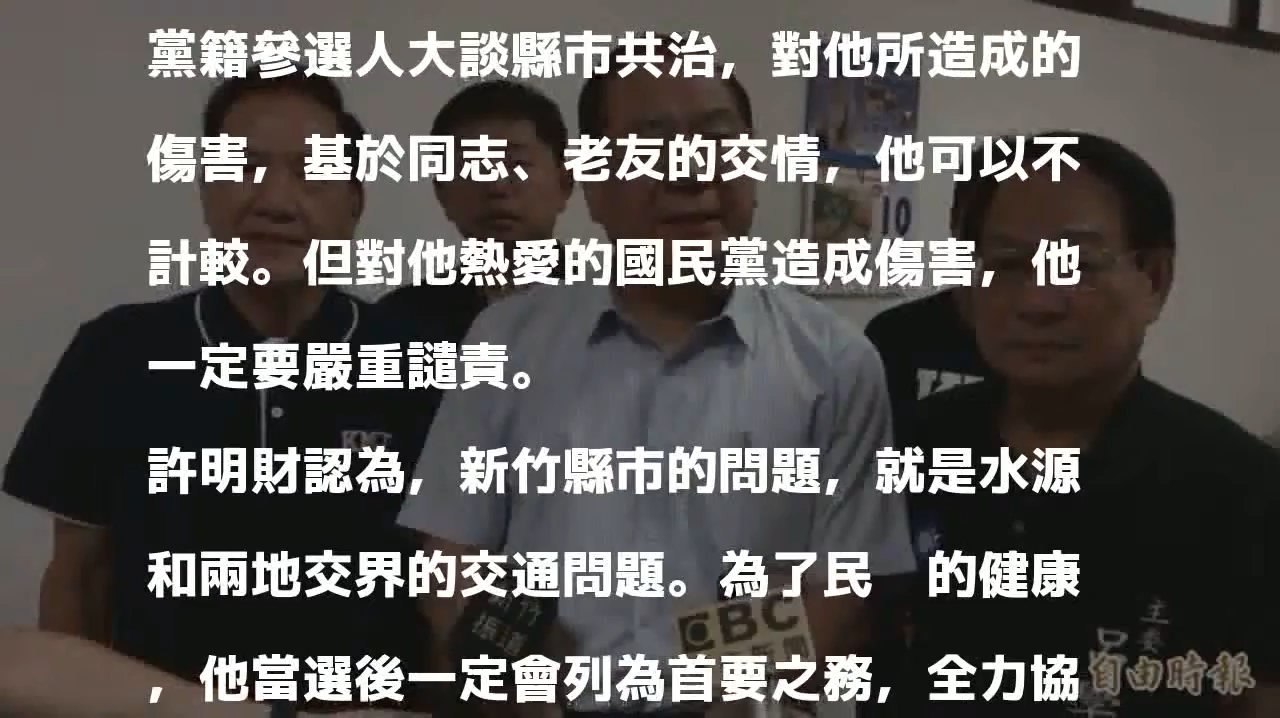 黨籍參選人大談縣市共治，對他所造成的
傷害，基於同志、老友的交情，他可以不
計較。但對他熱愛的國民黨造成傷害，他
一定要嚴重譴責。
許明財認為，新竹縣市的問題，就是水源
和兩地交界的交通問題。為了民　的健康
，他當選後一定會列為首要之務，全力協
10
KMT
EBC
主委
自由時報